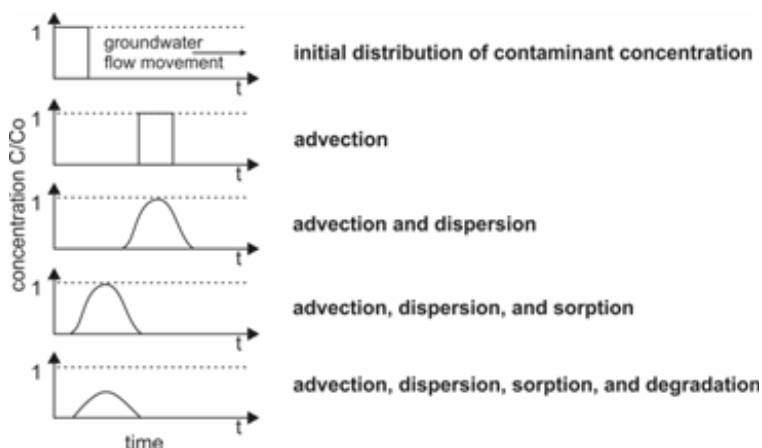 1
groundwater
flow movement
t
initial distribution of contaminant concentration
concentration C/Co
1
t
advection
1
t
advection and dispersion
1
t
advection, dispersion, and sorption
1
t
advection, dispersion, sorption, and degradation
time